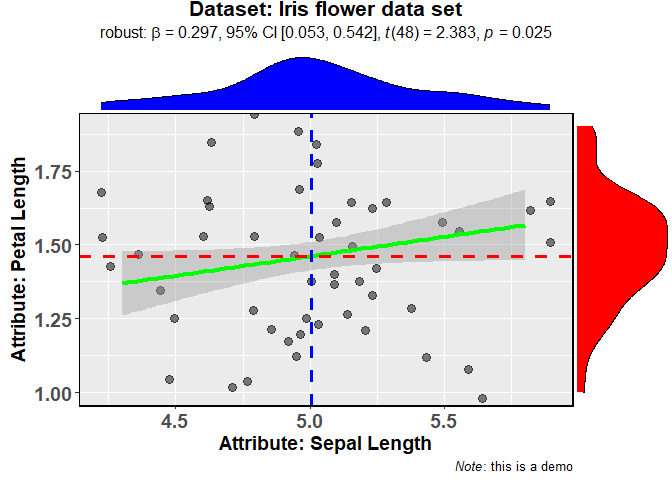 Dataset: Iris flower data set
robust: β = 0.297, 95% CI [0.053, 0.542], t(48) = 2.383, p = 0.025
Attribute: Petal Length
1.75
1.50
1.25
1.00
4.5 5.0 5.5
Attribute: Sepal Length
Note: this is a demo